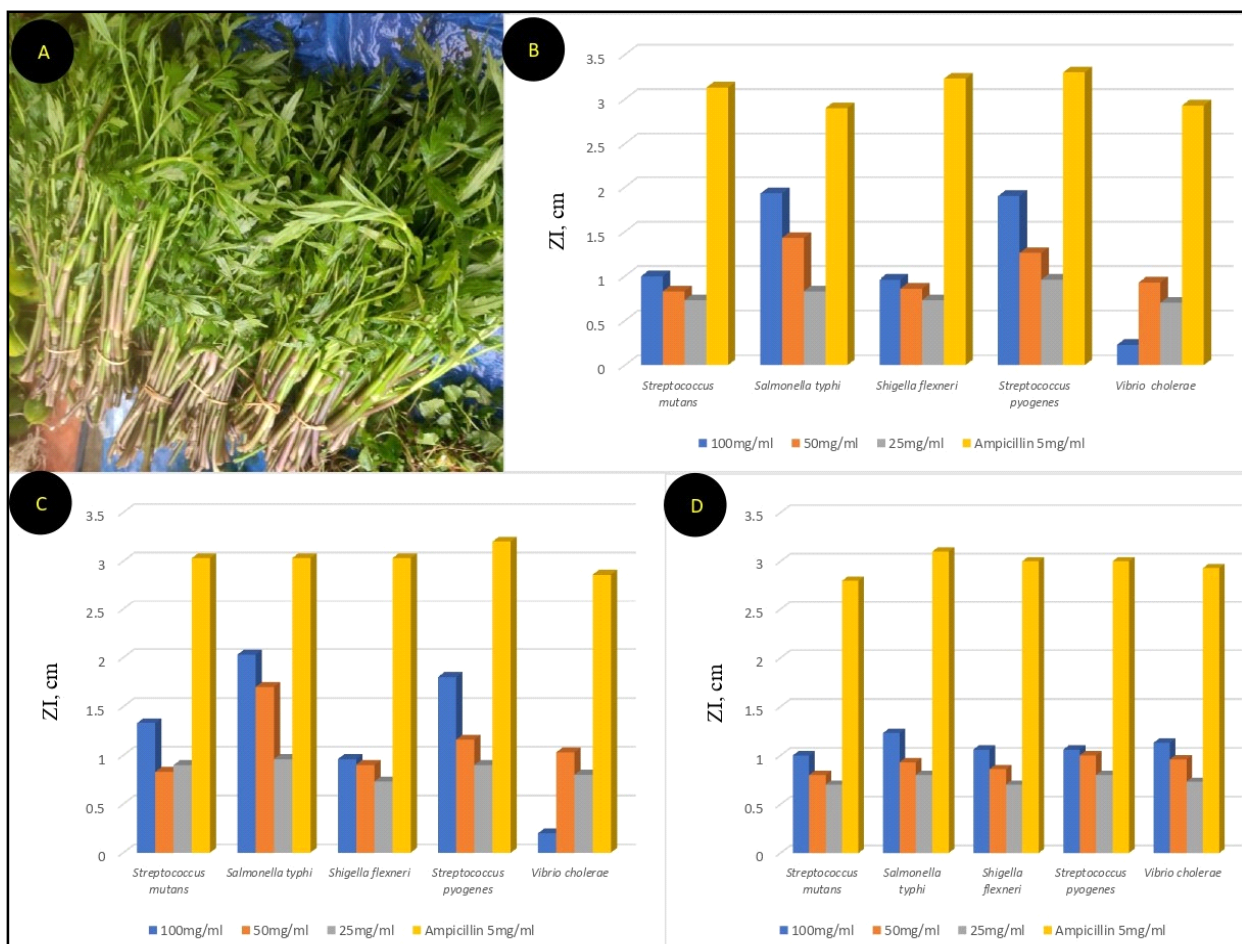 A
B
3.5
3
2.5
2
1.5
1
0.5
0
ZI, cm
Streptococcus
mutans
Salmonella typhi
Shigella flexneri
Streptococcus
pyogenes
Vibrio cholerae
100mg/ml 50mg/ml 25mg/ml Ampicillin 5mg/ml
C
3.5
3
2.5
2
1.5
1
0.5
0
ZI, cm
Streptococcus
mutans
Salmonella typhi
Shigella flexneri
Streptococcus
pyogenes
Vibrio cholerae
100mg/ml 50mg/ml 25mg/ml Ampicillin 5mg/ml
D
3.5
3
2.5
2
1.5
1
0.5
0
ZI, cm
Streptococcus
mutans
Salmonella
typhi
Shigella
flexneri
Streptococcus
pyogenes
Vibrio cholerae
100mg/ml 50mg/ml 25mg/ml Ampicillin 5mg/ml